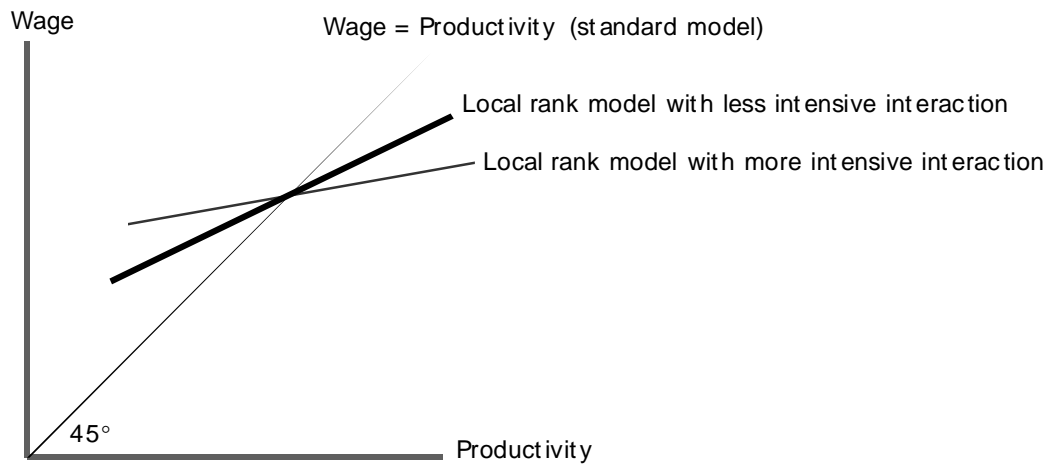 Wage
Wage = Productivity (standard model)
Local rank model with less intensive interaction
Local rank model with more intensive interaction
45°
Productivity